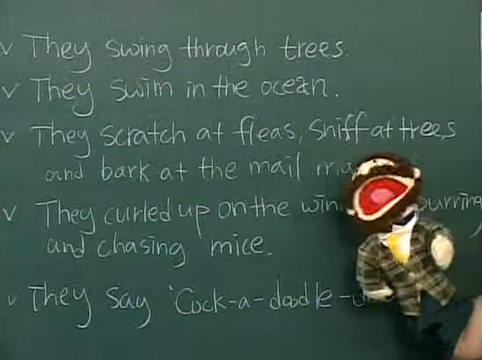 v They swing through trees.
v They swim in the ocean.
v They scratch at fleas, sniff at trees
and bark at the mail
v They curled up on the
and chasing mice.
v They say 'Cock-a-doodle-